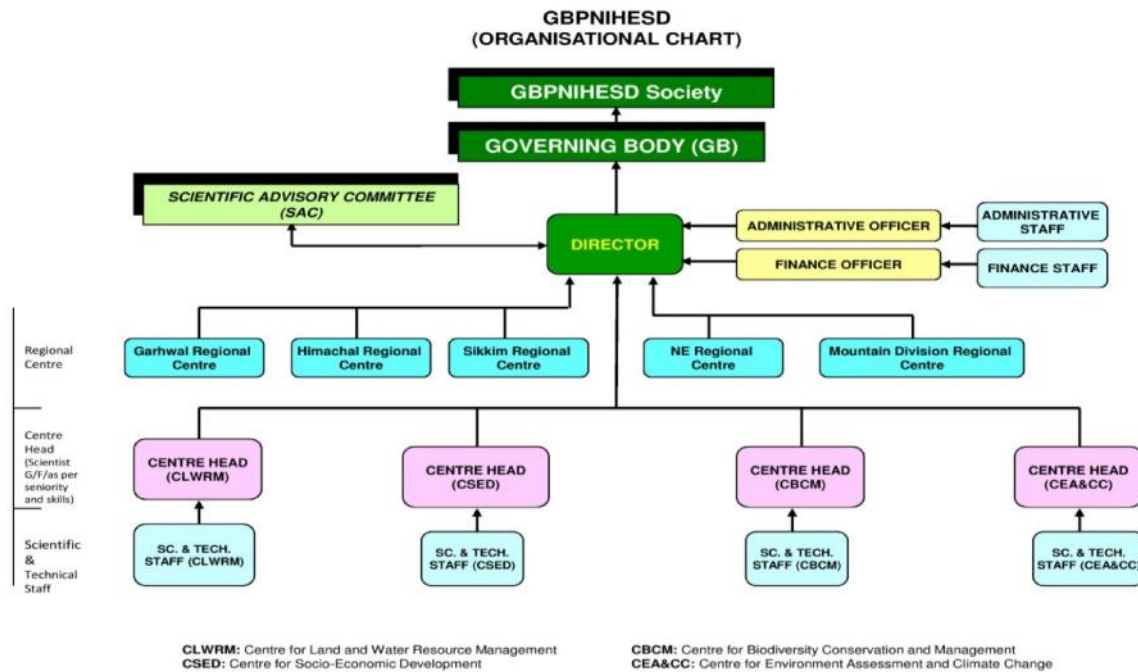 GBPNIHESD
(ORGANISATIONAL CHART)
GBPNIHESD Society
GOVERNING BODY (GB)
SCIENTIFIC ADVISORY COMMITTEE
(SAC)
DIRECTOR
ADMINISTRATIVE OFFICER
ADMINISTRATIVE
STAFF
FINANCE OFFICER
FINANCE STAFF
Regional
Centre
Garhwal Regional
Centre
Himachal Regional
Centre
Sikkim Regional
Centre
NE Regional
Centre
Mountain Division Regional
Centre
Centre
Head
(Scientist
G/F/as per
seniority
and skills)
CENTRE HEAD
(CLWRM)
CENTRE HEAD
(CSED)
CENTRE HEAD
(CBCM)
CENTRE HEAD
(CEA&CC)
Scientific
&
Technical
Staff
SC. & TECH.
STAFF (CLWRM)
SC. & TECH.
STAFF (CSED)
SC. & TECH.
STAFF (CBCM)
SC. & TECH.
STAFF (CEA&CC)
CLWRM: Centre for Land and Water Resource Management
CSED: Centre for Socio-Economic Development
CBCM: Centre for Biodiversity Conservation and Management
CEA&CC: Centre for Environment Assessment and Climate Change